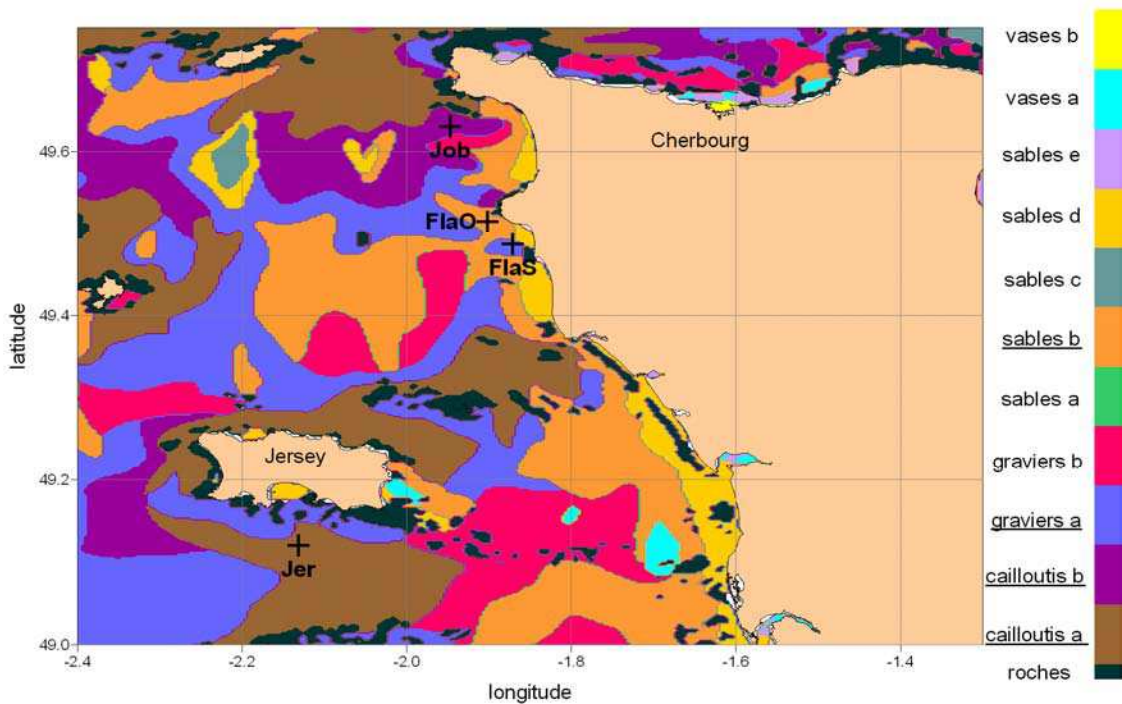 vases b
vases a
sables e
sables d
sables c
sables b
sables a
graviers b
graviers a
cailloutis b
cailloutis a
roches
Cherbourg
Job
FlaO
FlaS
Jersey
Jer
latitude
49.6
49.4
49.2
49.0
-2.4
-2.2
-2.0
-1.8
-1.6
-1.4
longitude